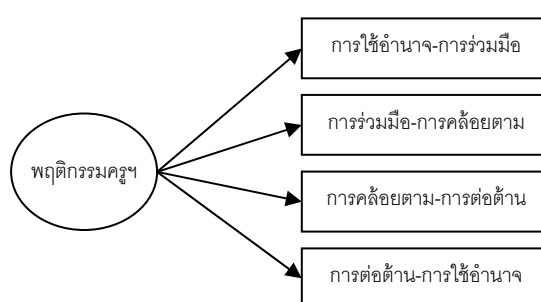 การใช้อำนาจ-การร่วมมือ
การร่วมมือ-การคล้อยตาม
พฤติกรรมครูฯ
การคล้อยตาม-การต่อต้าน
การต่อต้าน-การใช้อำนาจ